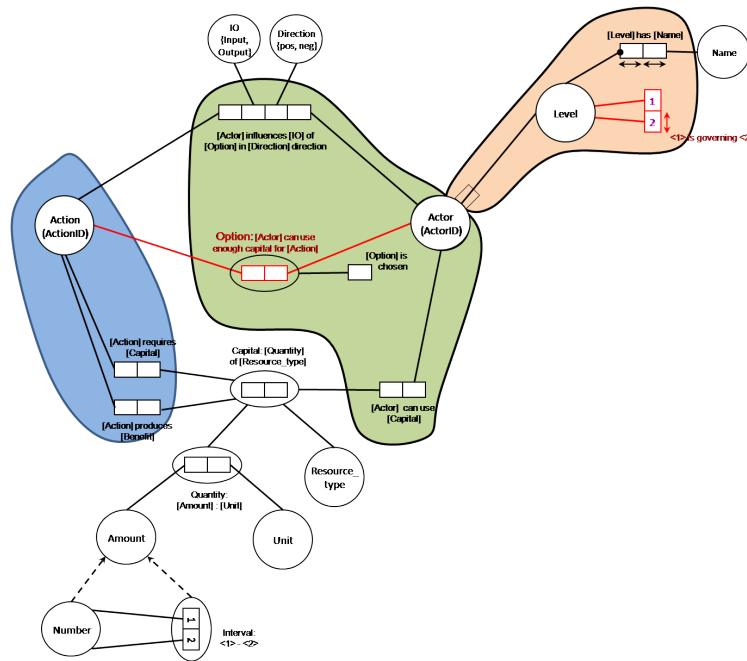 IO
{Input,
Output}
Direction
{pos, neg}
[Level] has [Name]
Name
Level
1
2
<1> is governing <2
[Actor] influences [IO] of
[Option] in [Direction] direction
Action
(ActionID)
Actor
(ActorID)
Option: [Actor] can use
enough capital for [Action]
[Option] is
chosen
[Action] requires
[Capital]
Capital: [Quantity]
of [Resource_type]
[Action] produces
[Benefit]
[Actor] can use
[Capital]
Quantity:
[Amount] : [Unit]
Resource_
type
Amount
Unit
Number
1
2
Interval:
<1> - <2>